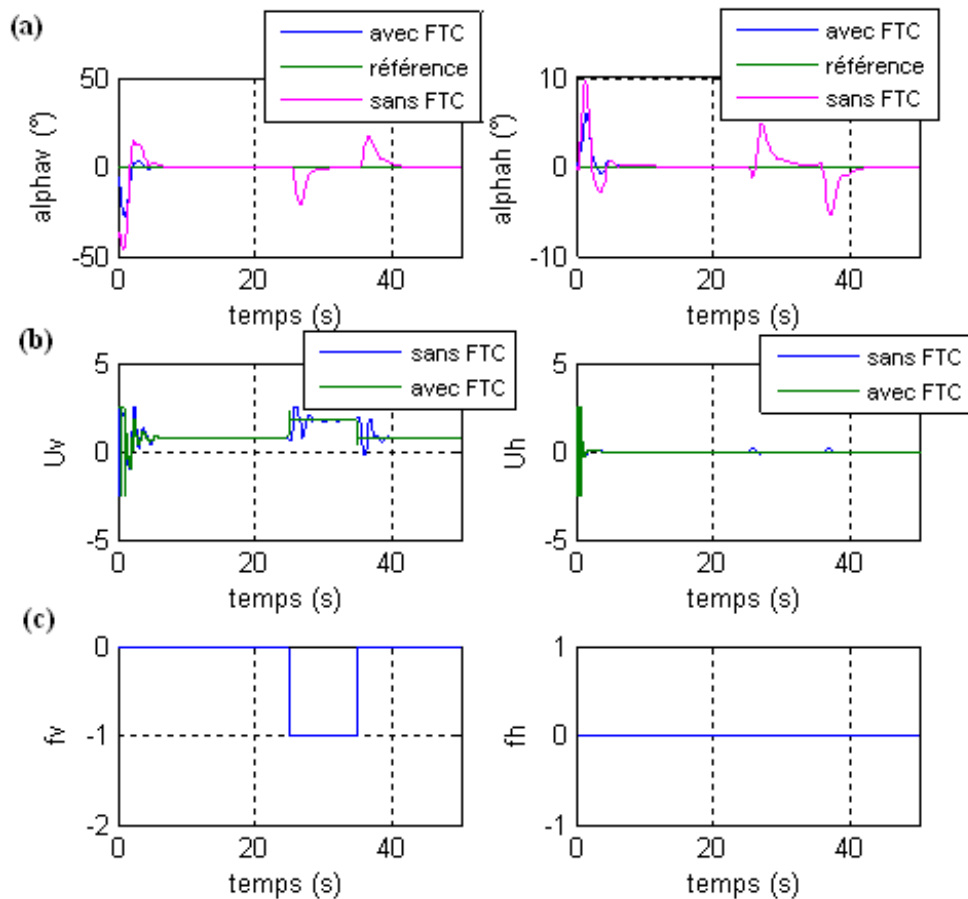 (a)
avec FTC
référence
sans FTC
50
0
-50
alphav (°)
0
20
40
temps (s)
avec FTC
référence
sans FTC
10
0
-10
alphah (°)
0
20
40
temps (s)
(b)
sans FTC
avec FTC
5
0
-5
Uv
0
20
40
temps (s)
sans FTC
avec FTC
5
0
-5
Uh
0
20
40
temps (s)
(c)
0
-1
-2
fv
0
20
40
temps (s)
1
0
-1
fh
0
20
40
temps (s)